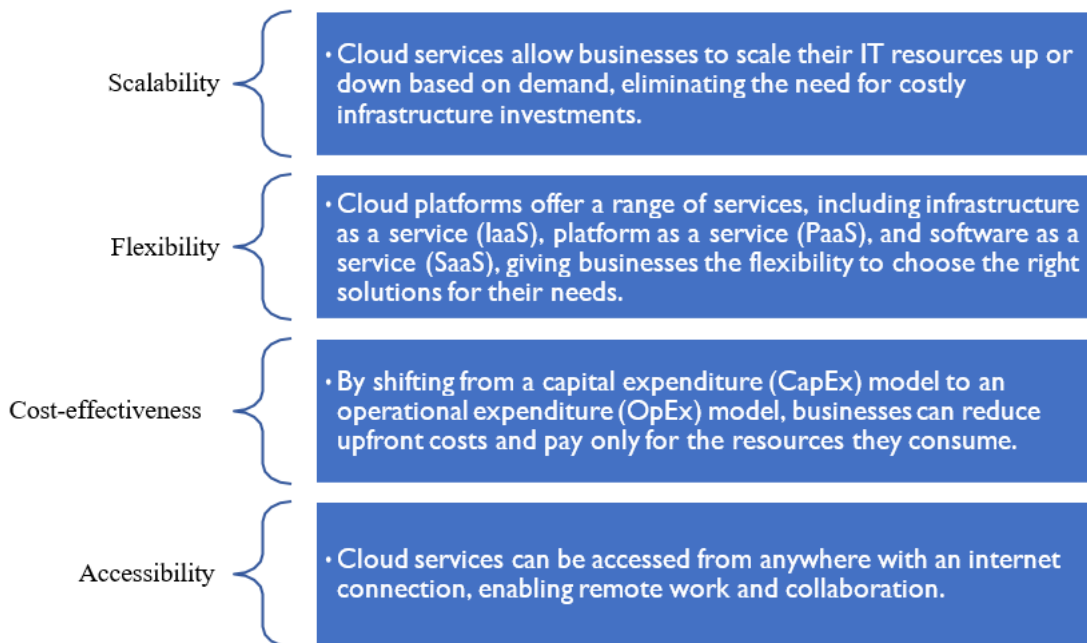 Scalability
• Cloud services allow businesses to scale their IT resources up or
down based on demand, eliminating the need for costly
infrastructure investments.
Flexibility
• Cloud platforms offer a range of services, including infrastructure
as a service (IaaS), platform as a service (PaaS), and software as a
service (SaaS), giving businesses the flexibility to choose the right
solutions for their needs.
Cost-effectiveness
• By shifting from a capital expenditure (CapEx) model to an
operational expenditure (OpEx) model, businesses can reduce
upfront costs and pay only for the resources they consume.
Accessibility
• Cloud services can be accessed from anywhere with an internet
connection, enabling remote work and collaboration.